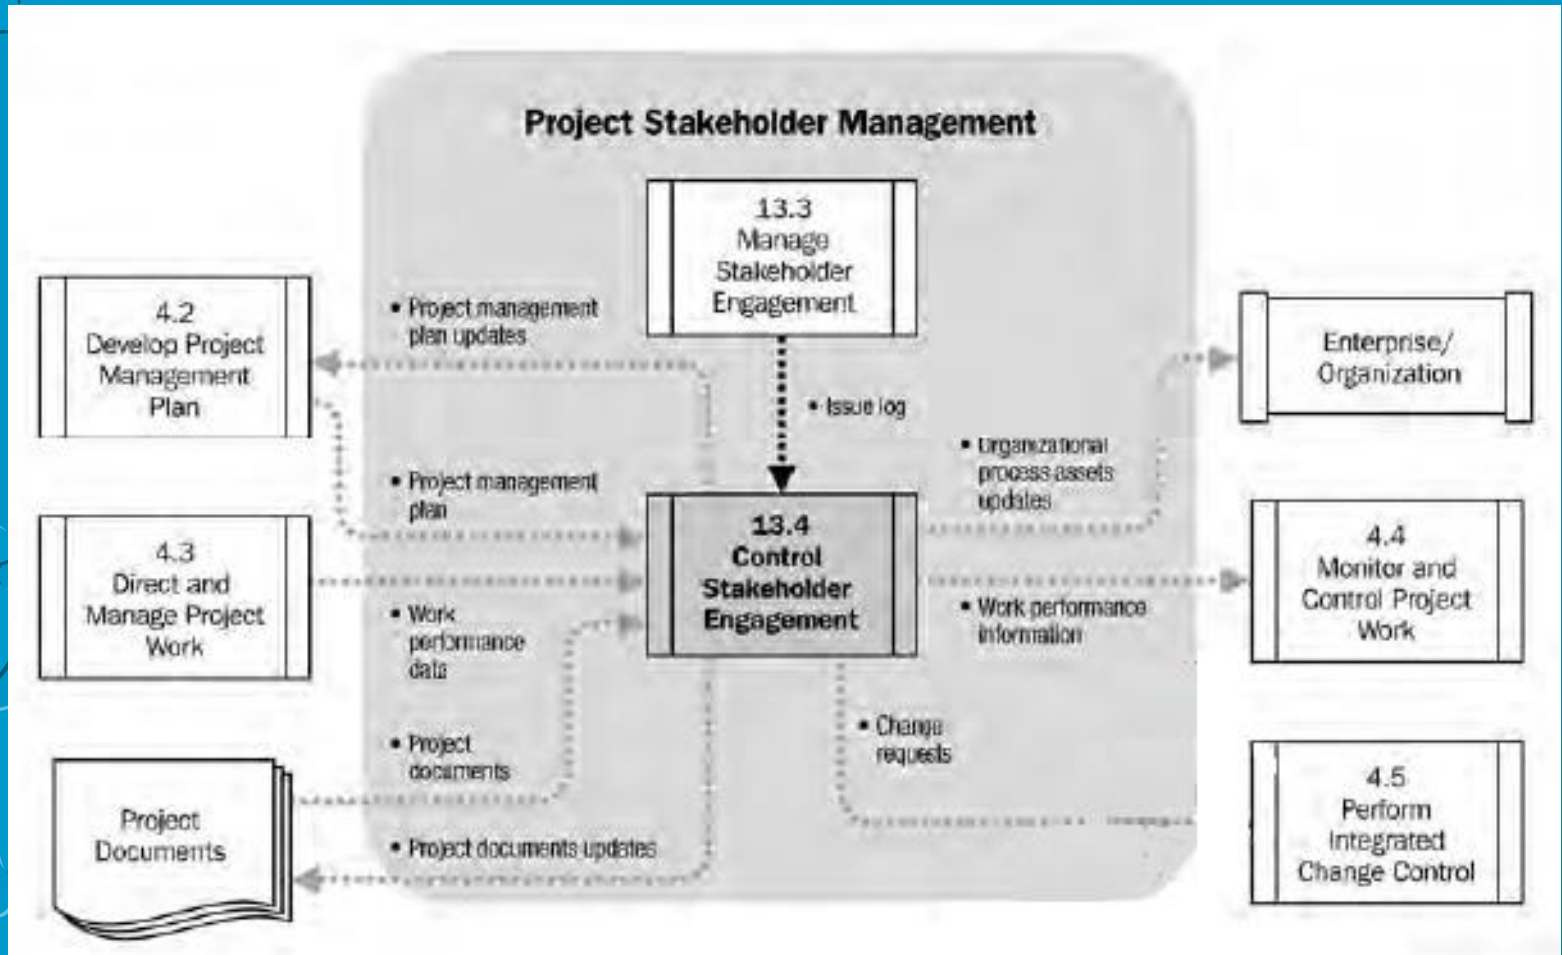 Project Stakeholder Management
13.3
Manage
Stakeholder
Engagement
4.2
Develop Project
Management
Plan
• Project management
plan updates
Enterprise/
Organization
• Issue log
• Organizational
process assets
updates
• Project management
plan
4.3
Direct and
Manage Project
Work
13.4
Control
Stakeholder
Engagement
4.4
Monitor and
Control Project
Work
• Work
performance
data
• Work performance
information
• Change
requests
• Project
documents
Project
Documents
• Project documents updates
4.5
Perform
Integrated
Change Control